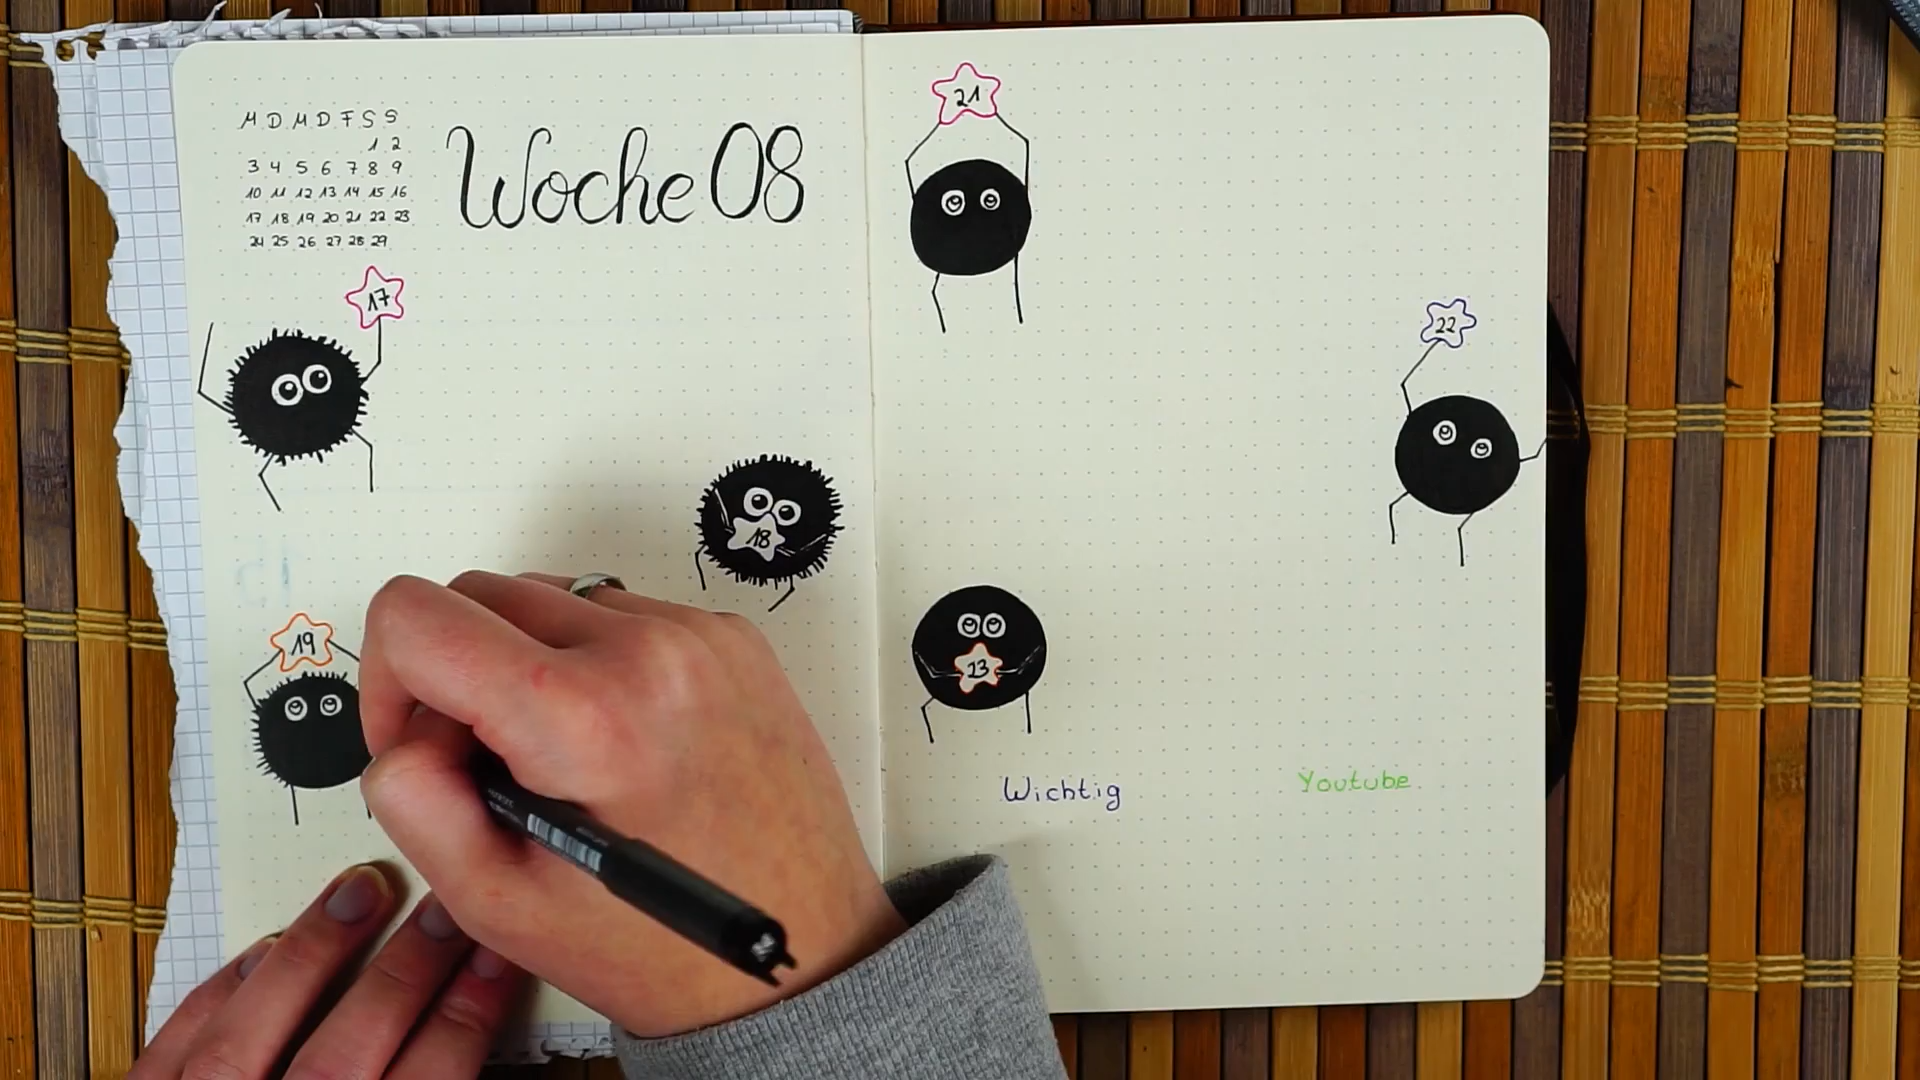 M D M D F S S
1 2
3 4 5 6 7 8 9
10 11 12 13 14 15 16
17 18 19 20 21 22 23
24 25 26 27 28 29
Woche 08
17
18
19
21
22
23
Wichtig
Youtube